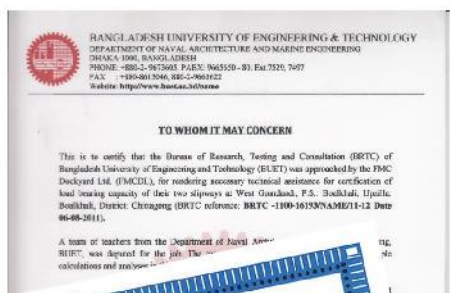 BANGLADESH UNIVERSITY OF ENGINEERING & TECHNOLOGY
DEPARTMENT OF NAVAL ARCHITECTURE AND MARINE ENGINEERING
DHAKA-1000, BANGLADESH
PHONE: +880-2-9673605, PABX: 9665650 - 80, Ext:7529, 7497
FAX : +880-8613046,
Website: http://www.buet.ac.bd/name
TO WHOM IT MAY CONCERN
This is to certify that the Bureau of Research, Testing and Consultation (BRTC) of
Bangladesh University of Engineering and Technology (BUET) was approached by the FMC
Dockyard Ltd. (FMCDL), for rendering necessary technical assistance for certification of
load bearing capacity of their two slipways at West Gomdandi, P.S.: Boalkhali, Upzilla:
Boalkhali, District: Chittagong (BRTC reference: BRTC -1100-16193/NAME/11-12 Date
06-08-2011).
A team of teachers from the Department of Naval
BUET, was deputed for the job. The
calculations and analyses